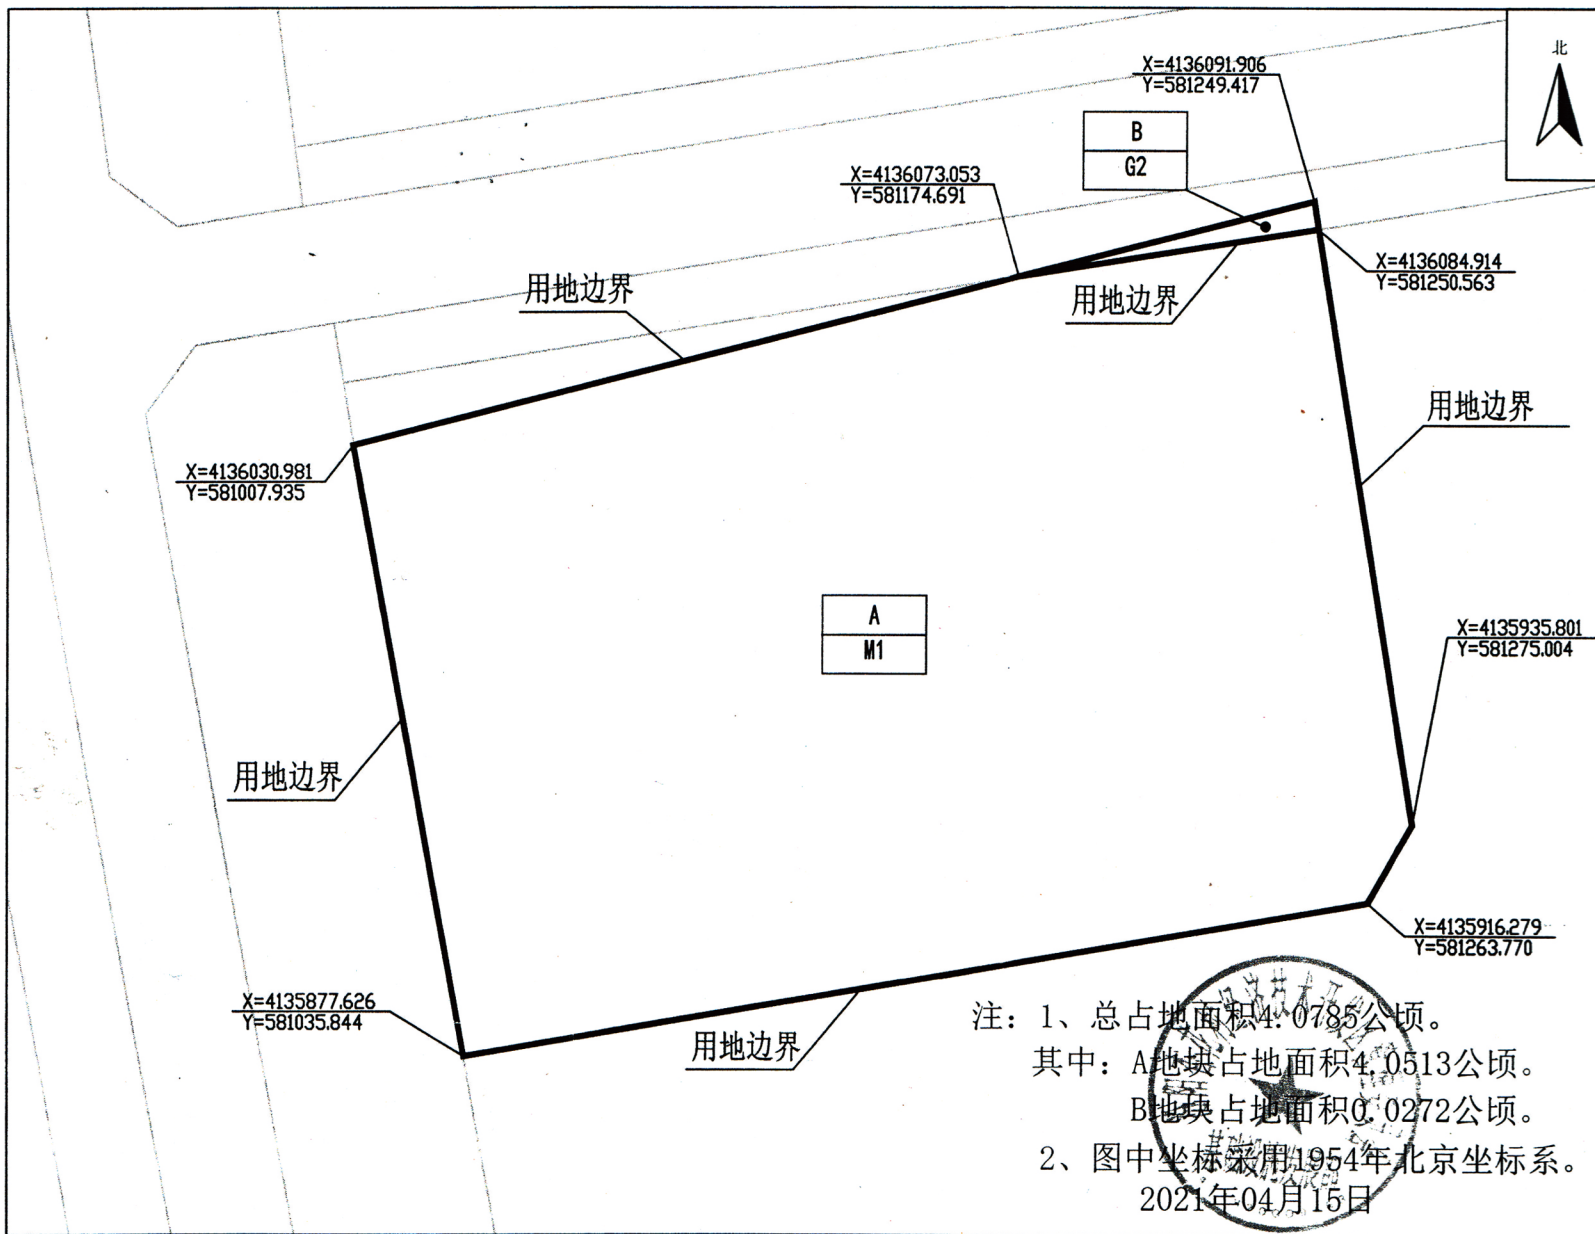 北
X=4136091.906
Y=581249.417
B
G2
X=4136073.053
Y=581174.691
X=4136084.914
Y=581250.563
用地边界
用地边界
用地边界
X=4136030.981
Y=581007.935
A
M1
X=4135935.801
Y=581275.004
用地边界
X=4135916.279
Y=581263.770
X=4135877.626
Y=581035.844
用地边界
注：1、总占地面积4.0785公顷。
其中：A地块占地面积4.0513公顷。
B地块占地面积0.0272公顷。
2、图中坐标采用1954年北京坐标系。
2021年04月15日